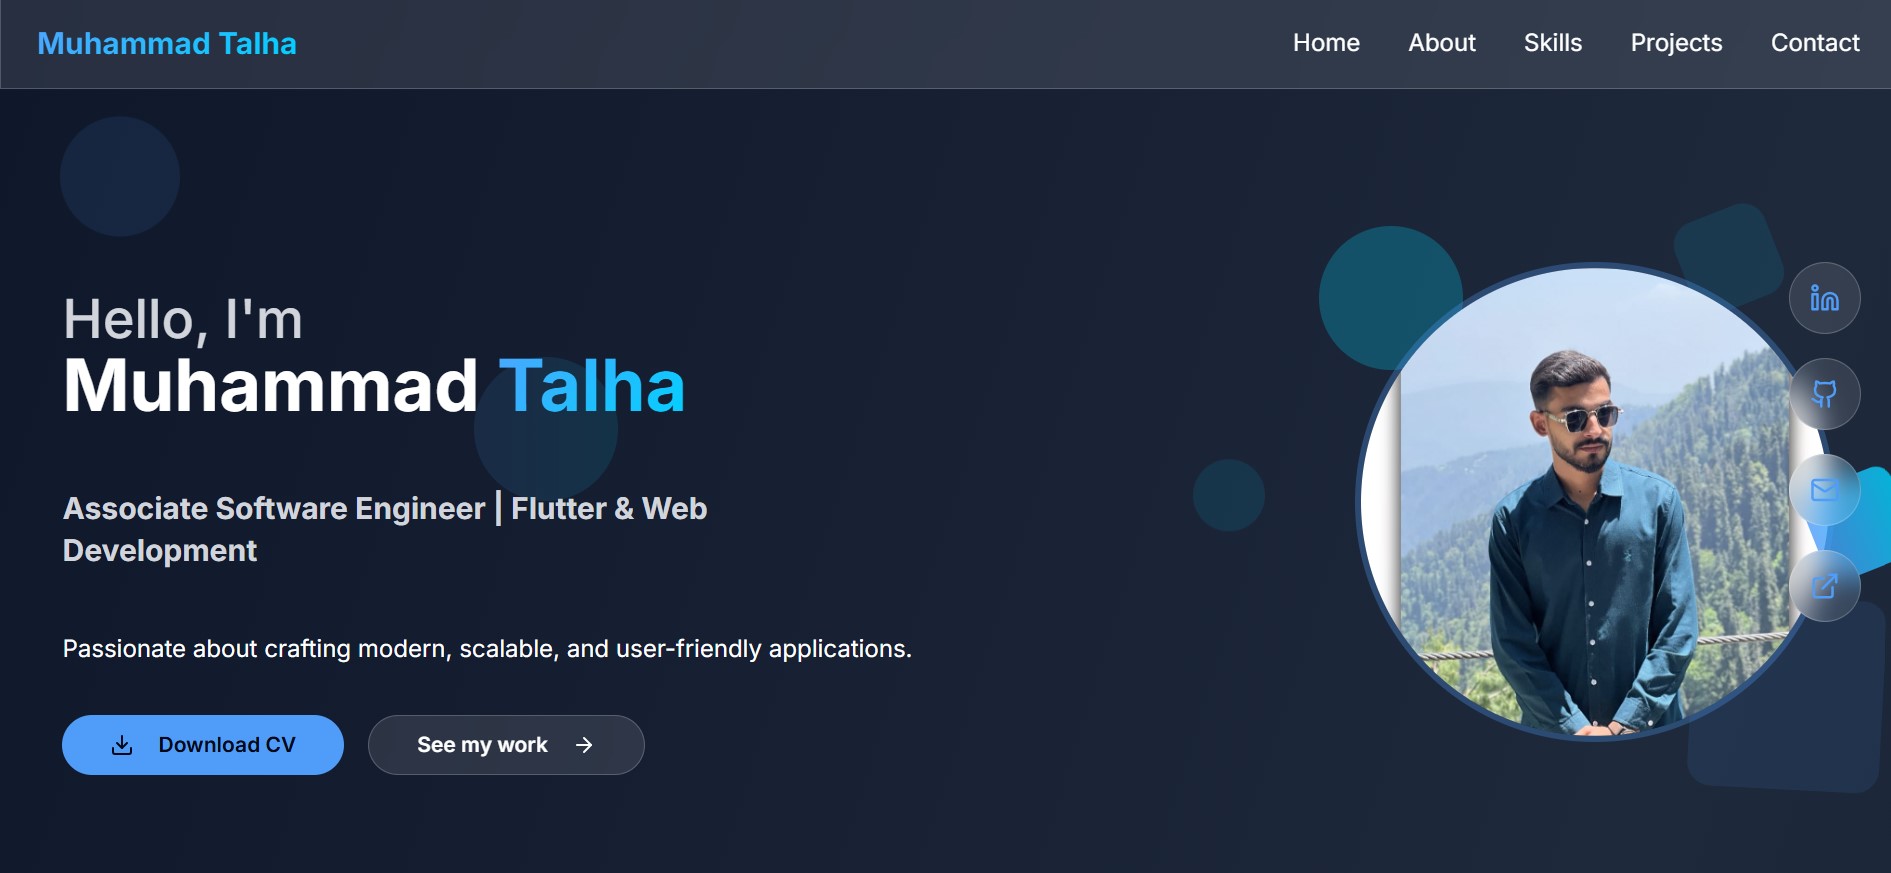 Muhammad Talha
Home
About
Skills
Projects
Contact
Hello, I'm
Muhammad Talha
Associate Software Engineer | Flutter & Web
Development
Passionate about crafting modern, scalable, and user-friendly applications.
Download CV
See my work